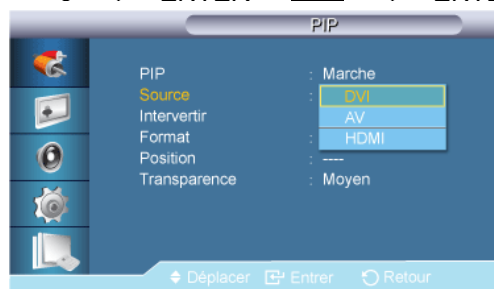 PIP
PIP : Marche
Source : DVI
Intervertir AV
Format : HDMI
Position : ----
Transparence : Moyen
Déplacer Entrer Retour